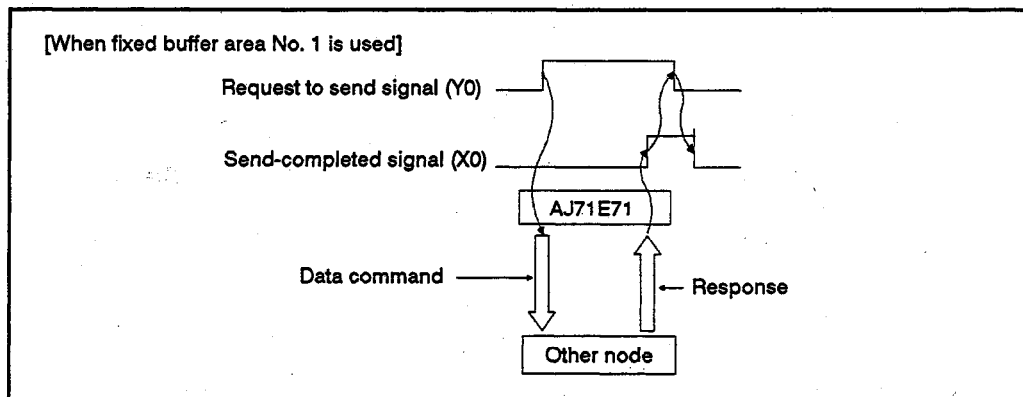 [When fixed buffer area No. 1 is used]
Request to send signal (Y0)
Send-completed signal (X0)
AJ71E71
Data command
Response
Other node